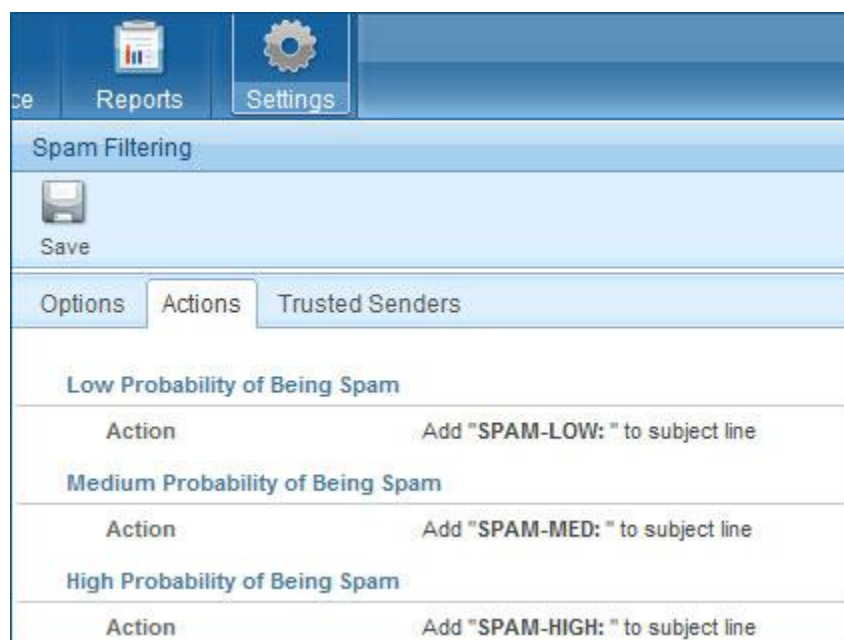 ce Reports Settings
Spam Filtering
Save
Options Actions Trusted Senders
Low Probability of Being Spam
Action Add "SPAM-LOW: " to subject line
Medium Probability of Being Spam
Action Add "SPAM-MED: " to subject line
High Probability of Being Spam
Action Add "SPAM-HIGH: " to subject line